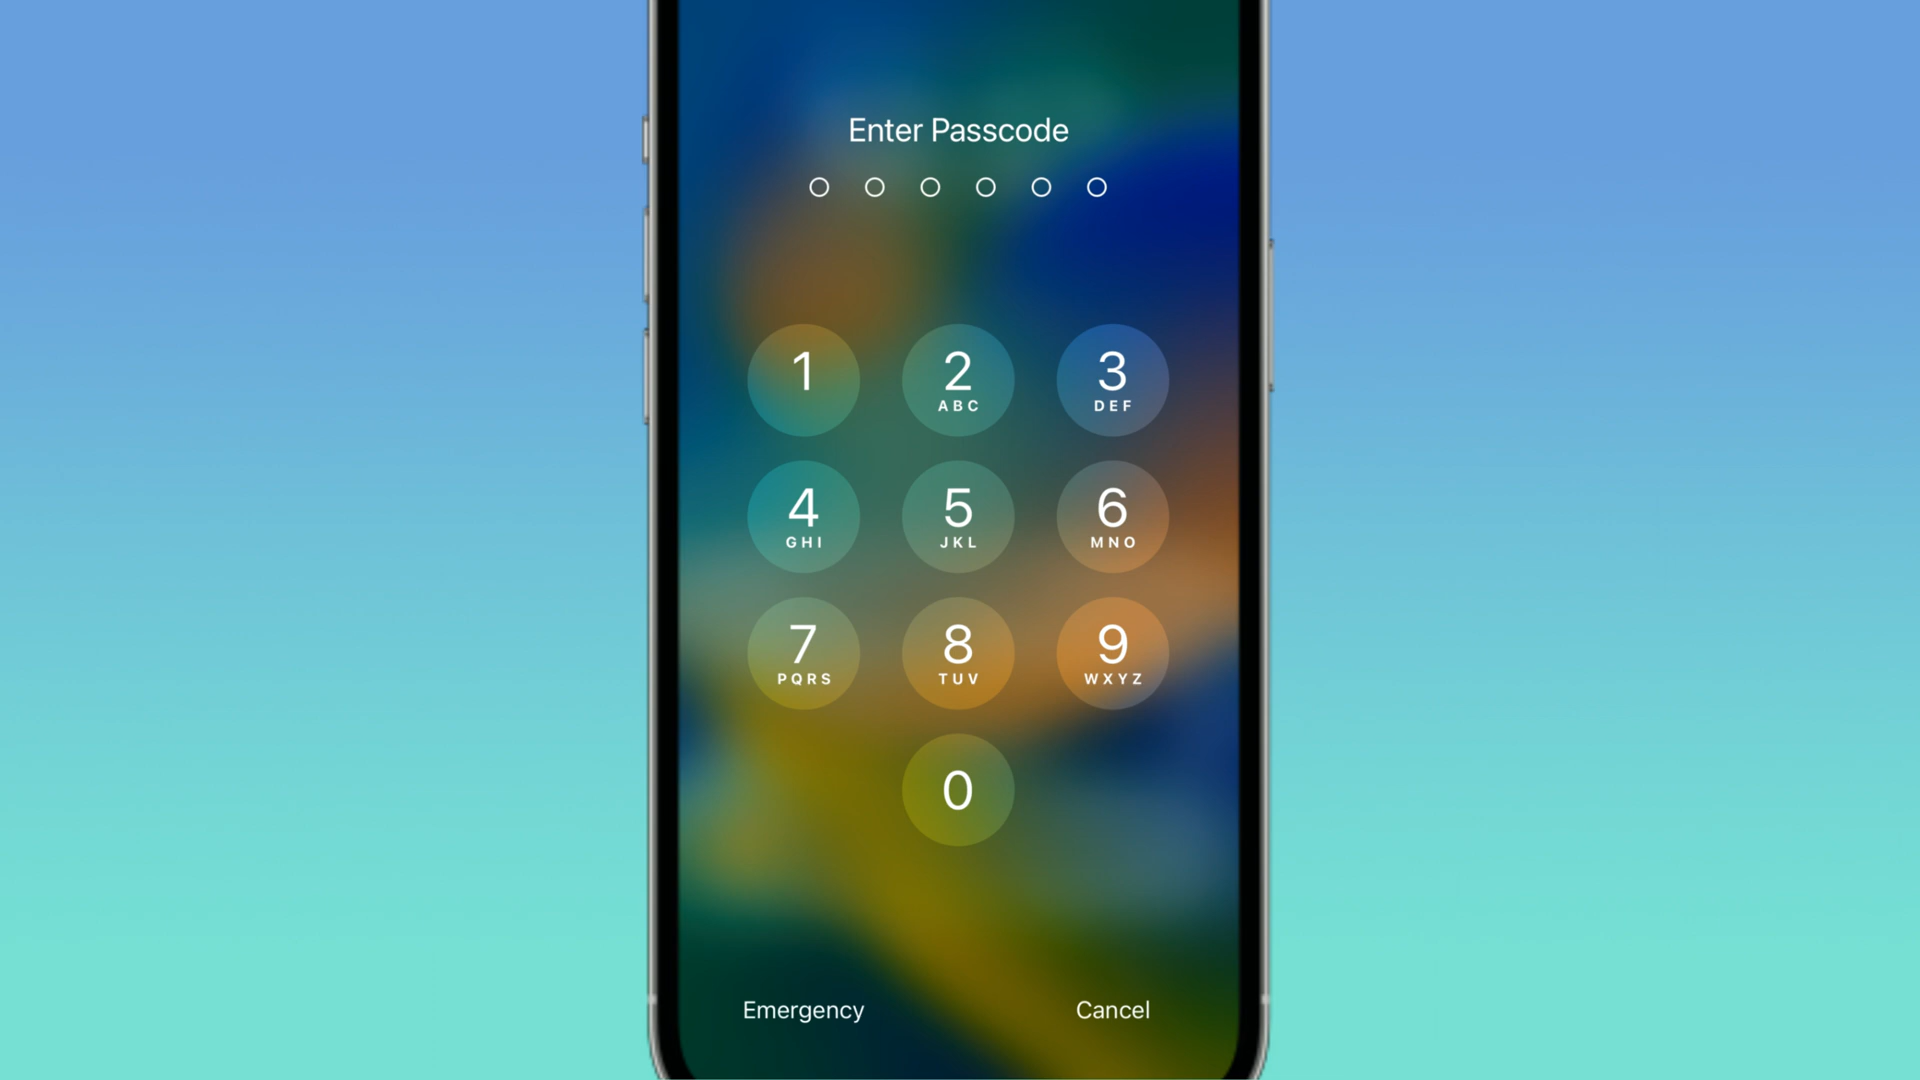 Enter Passcode
1 2 3
ABC DEF
4 5 6
GHI JKL MNO
7 8 9
PQRS TUV WXYZ
0
Emergency Cancel